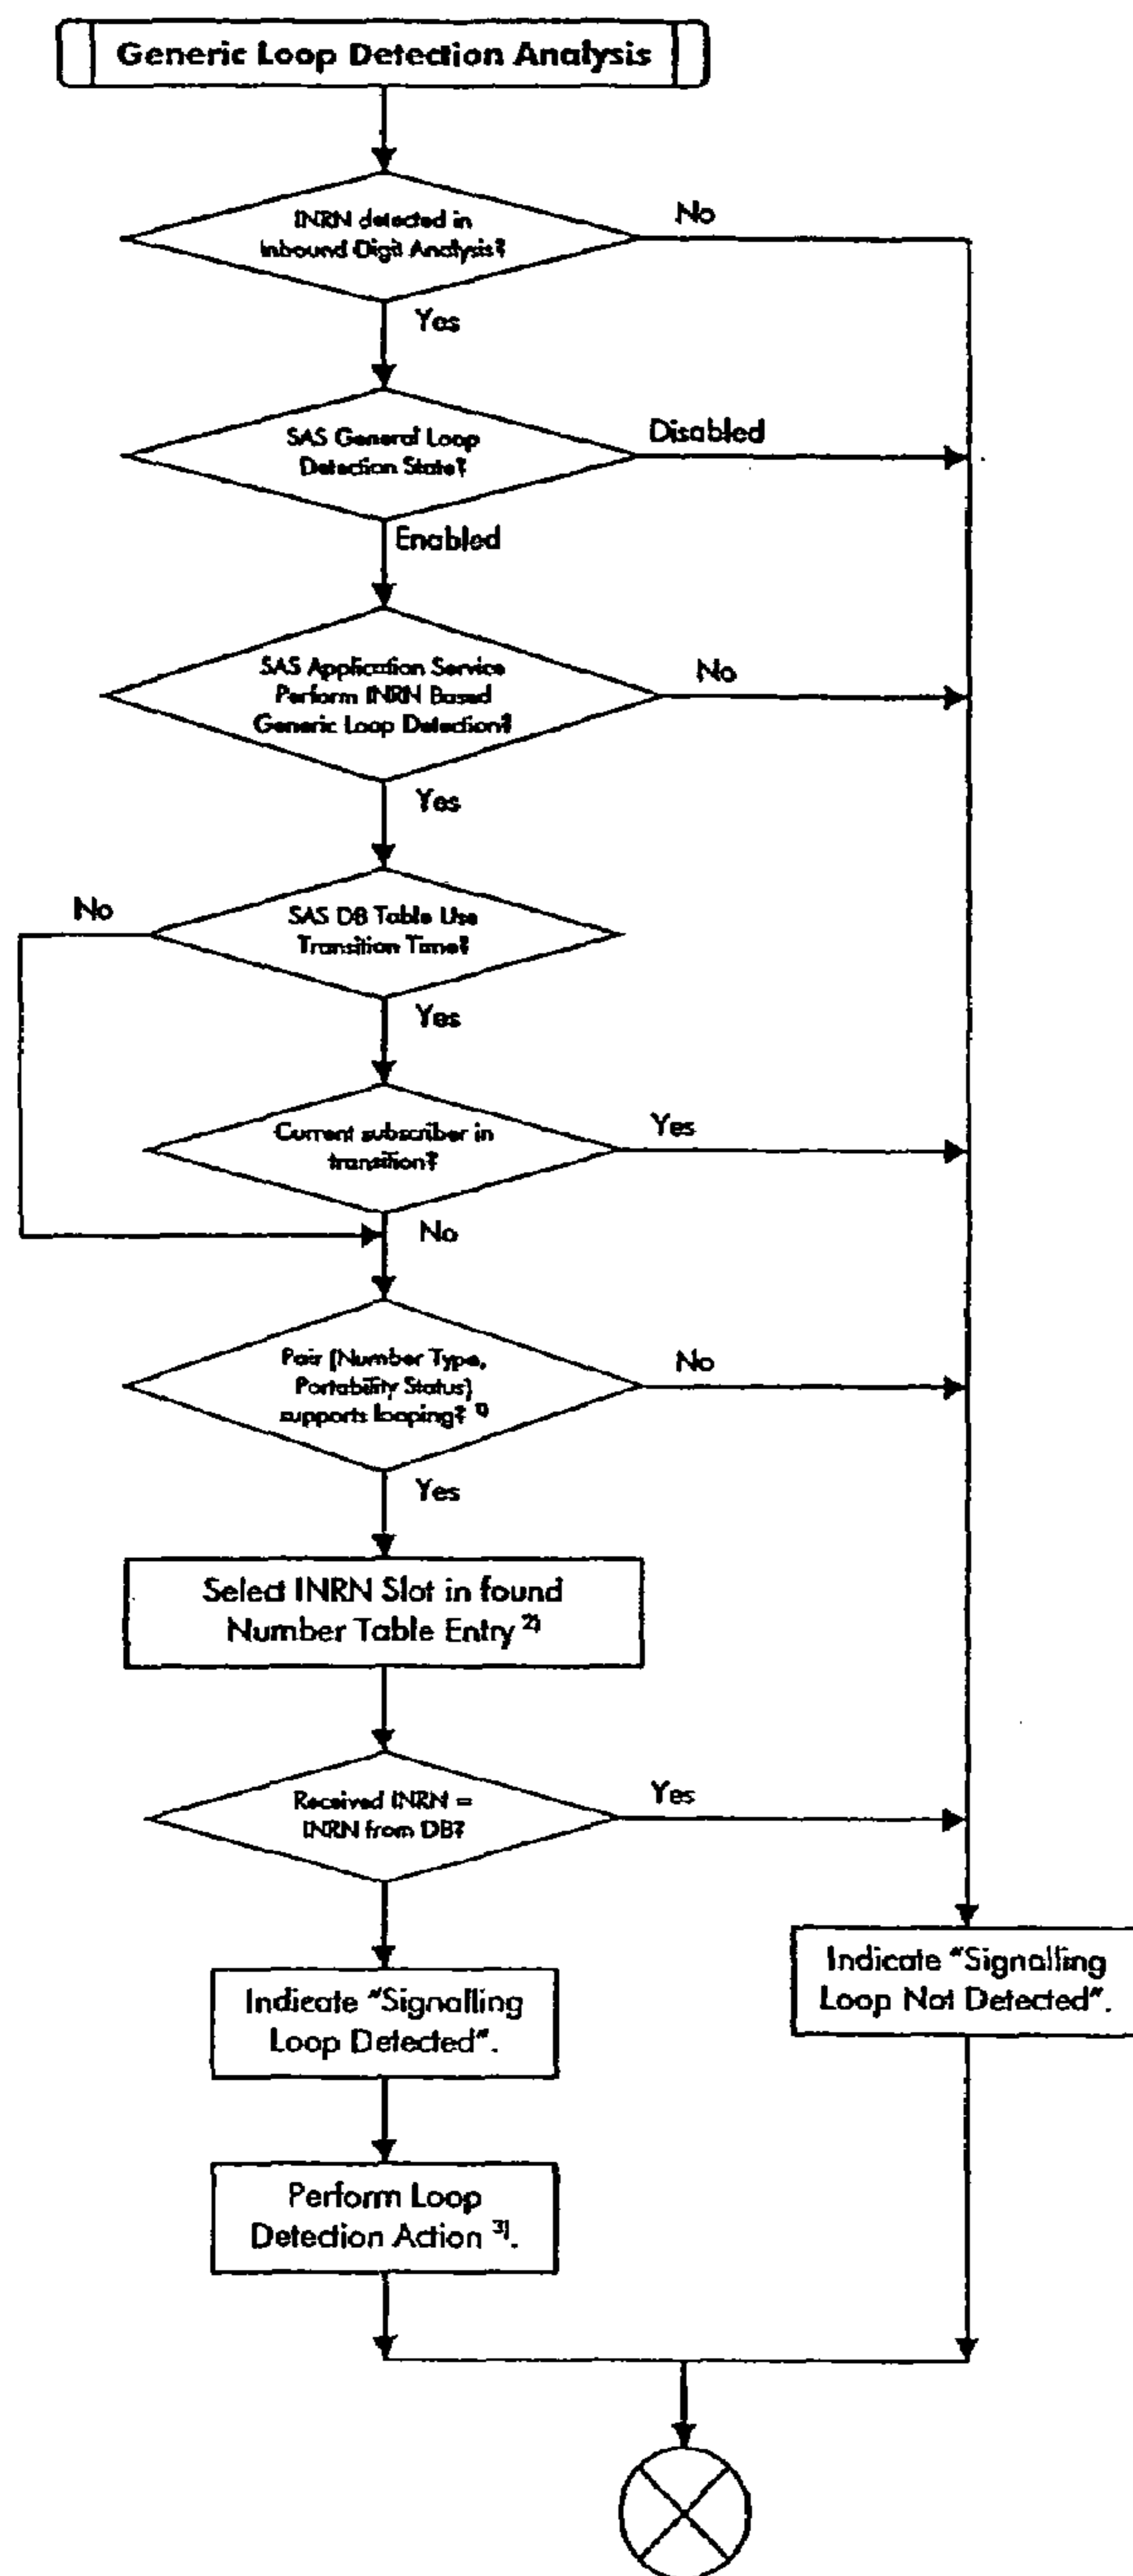 Generic Loop Detection Analysis
INRN detected in
Inbound Digit Analysis?
No
Yes
SAS General Loop
Detection State?
Disabled
Enabled
SAS Application Service
Perform INRN Based
Generic Loop Detection?
No
Yes
No
SAS DB Table Use
Transition Time?
Yes
Current subscriber in
transition?
Yes
No
Pair (Number Type,
Portability Status)
supports looping? 1)
No
Yes
Select INRN Slot in found
Number Table Entry 2)
Received INRN =
INRN from DB?
Yes
Indicate "Signalling
Loop Detected".
Indicate "Signalling
Loop Not Detected".
Perform Loop
Detection Action 3).